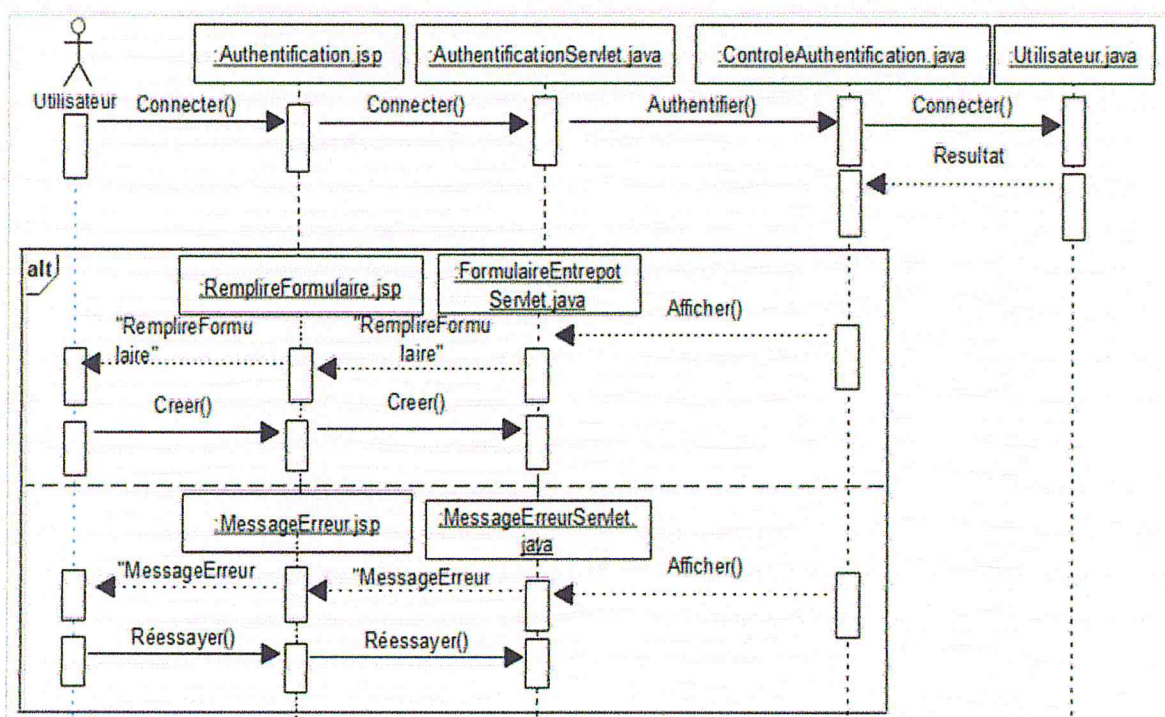 :Authentification.jsp
:AuthentificationServlet.java
:ControleAuthentification.java
:Utilisateur.java
Utilisateur
Connecter()
Connecter()
Authentifier()
Connecter()
Resultat
alt
:RemplireFormulaire.jsp
:FormulaireEntrepot
Servlet.java
Afficher()
"RemplireFormu
laire"
"RemplireFormu
laire"
Creer()
Creer()
:MessageErreur.jsp
:MessageErreurServlet.
java
"MessageErreur
"MessageErreur
Afficher()
Réessayer()
Réessayer()